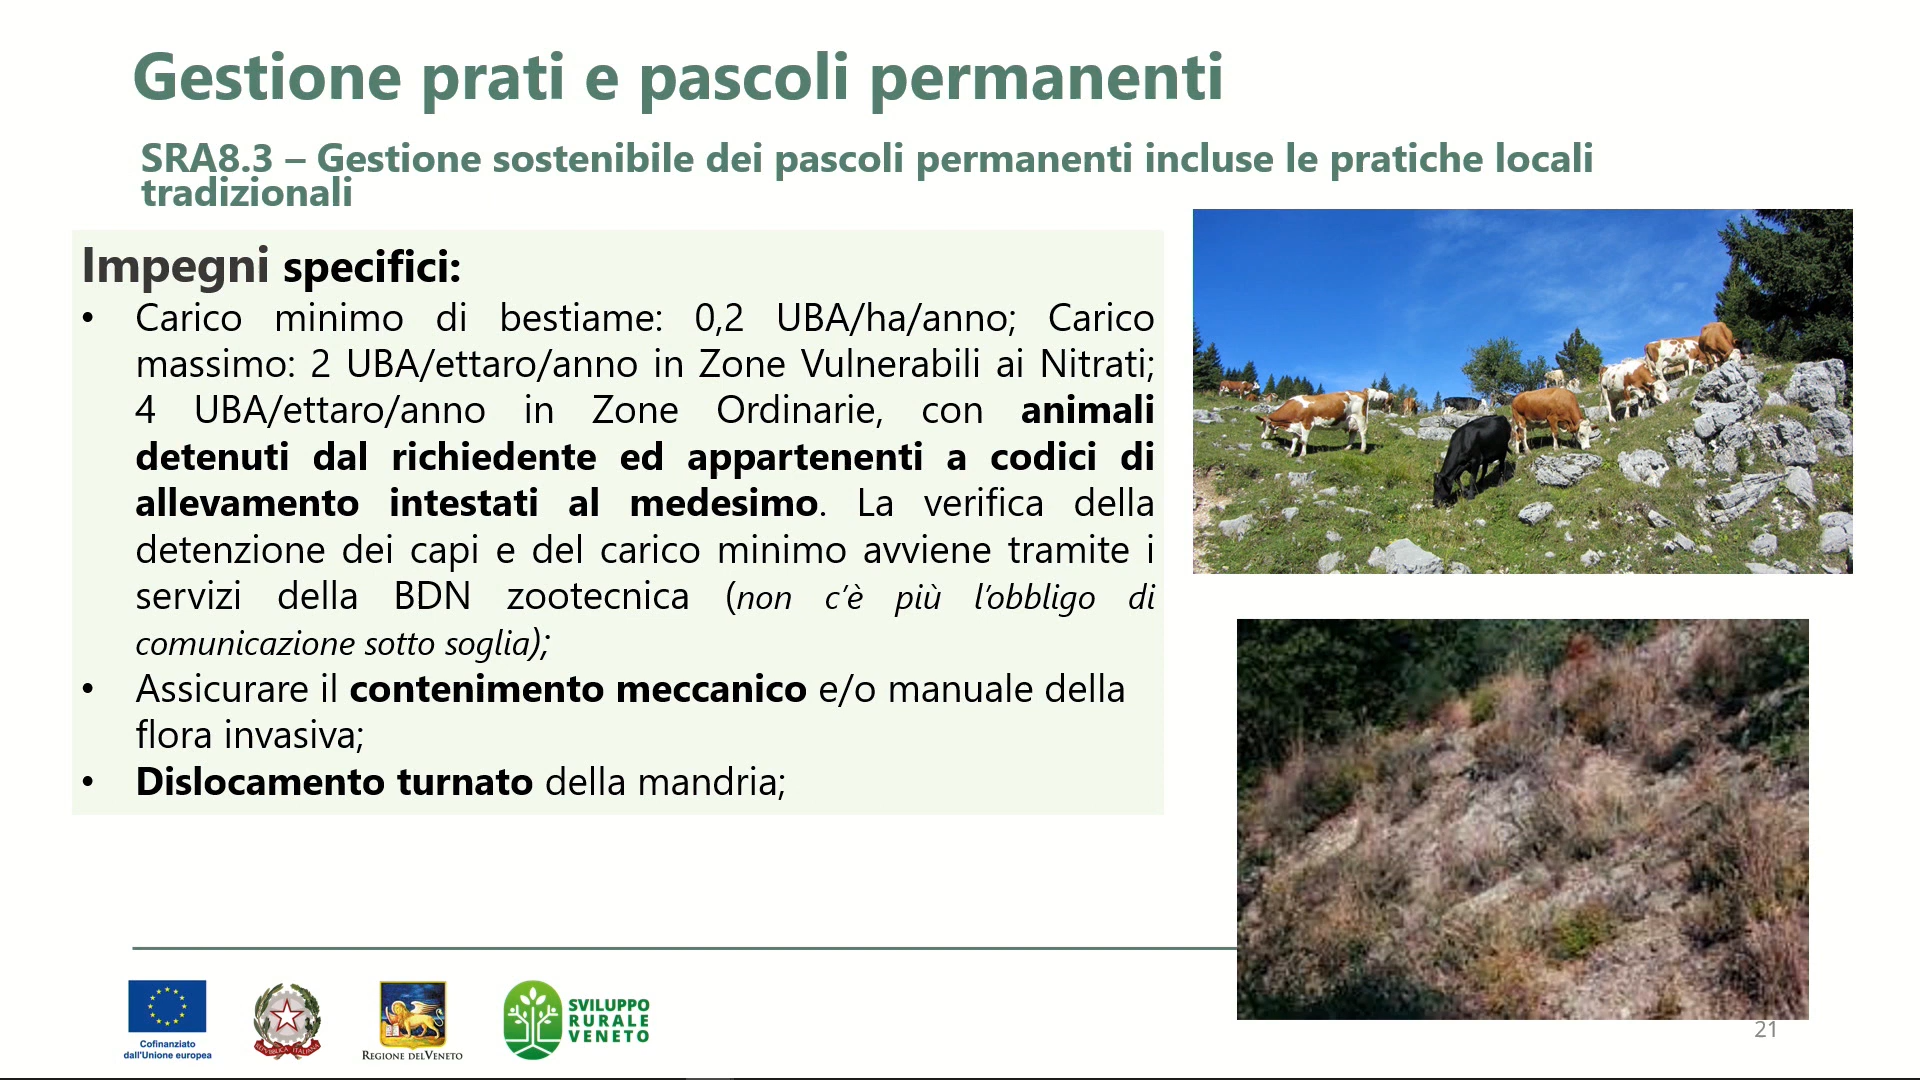 Gestione prati e pascoli permanenti
SRA8.3 – Gestione sostenibile dei pascoli permanenti incluse le pratiche locali
tradizionali
Impegni specifici:
• Carico minimo di bestiame: 0,2 UBA/ha/anno; Carico
massimo: 2 UBA/ettaro/anno in Zone Vulnerabili ai Nitrati;
4 UBA/ettaro/anno in Zone Ordinarie, con animali
detenuti dal richiedente ed appartenenti a codici di
allevamento intestati al medesimo. La verifica della
detenzione dei capi e del carico minimo avviene tramite i
servizi della BDN zootecnica (non c’è più l’obbligo di
comunicazione sotto soglia);
• Assicurare il contenimento meccanico e/o manuale della
flora invasiva;
• Dislocamento turnato della mandria;
Cofinanziato
dall'Unione europea
REPVBBLICA ITALIANA
REGIONE DEL VENETO
SVILUPPO
RURALE
VENETO
21